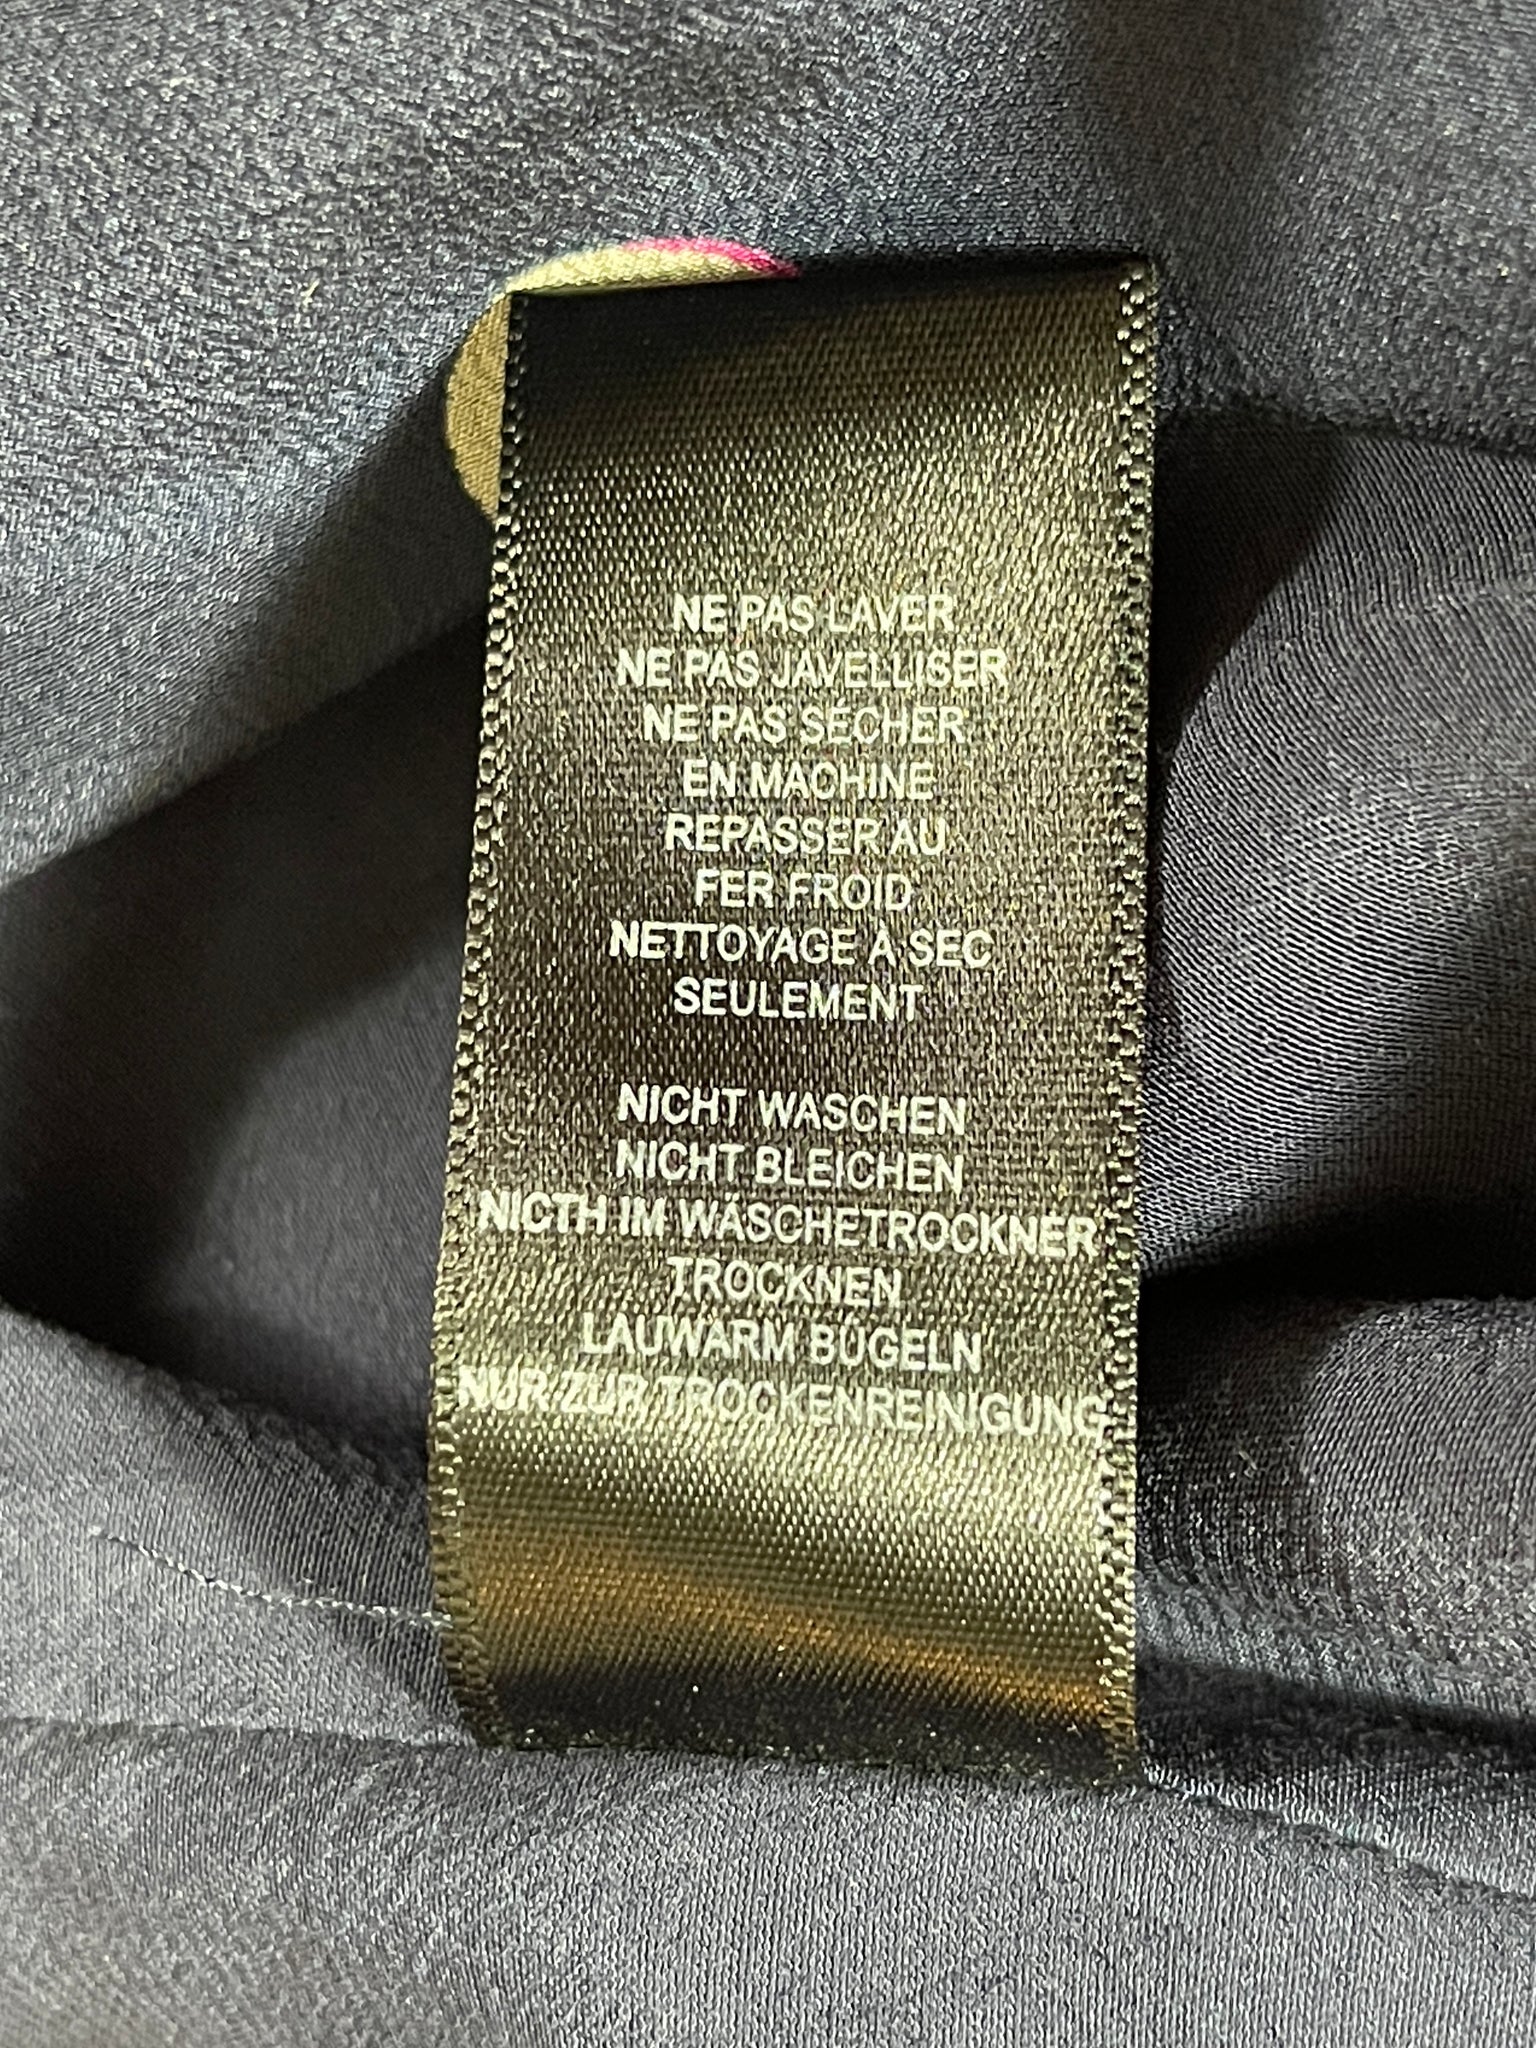 NE PAS LAVER
NE PAS JAVELLISER
NE PAS SÉCHER
EN MACHINE
REPASSER AU
FER FROID
NETTOYAGE À SEC
SEULEMENT
NICHT WASCHEN
NICHT BLEICHEN
NICTH IM WÄSCHETROCKNER
TROCKNEN
LAUWARM BÜGELN
NUR ZUR TROCKENREINIGUNG